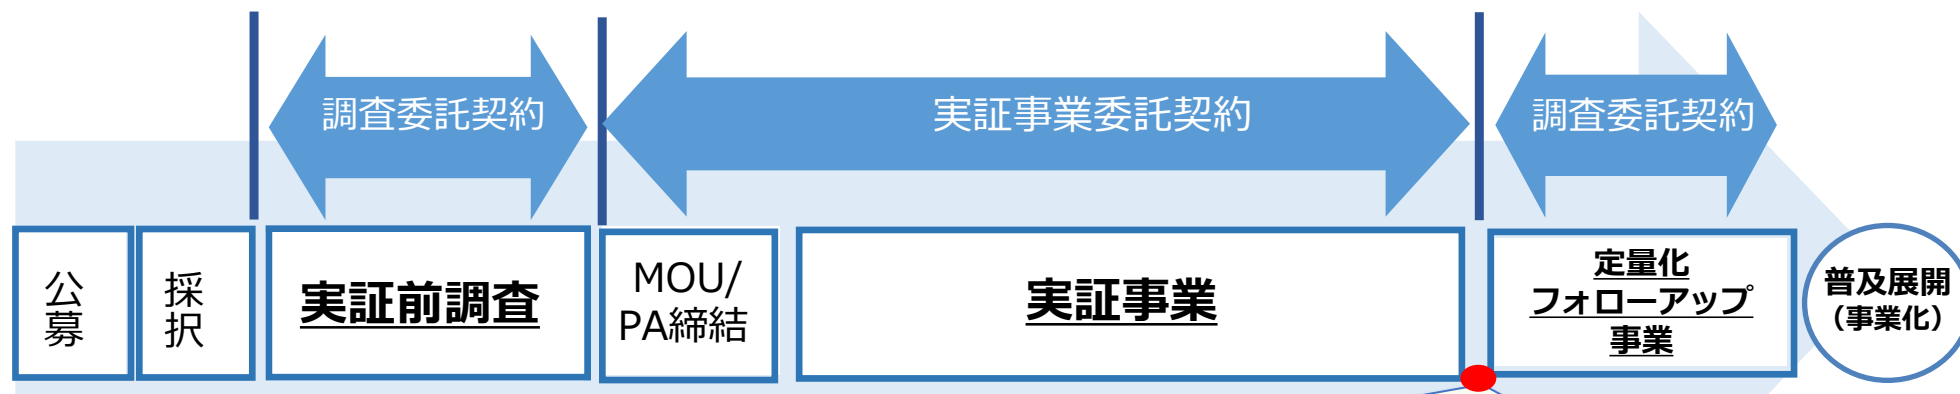 調査委託契約
実証事業委託契約
調査委託契約
公募
採択
実証前調査
MOU/
PA締結
実証事業
定量化
フォローアップ
事業
普及展開
（事業化）